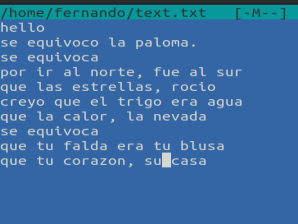 /home/fernando/text.txt [-M--]
hello
se equivoco la paloma.
se equivoca
por ir al norte, fue al sur
que las estrellas, rocio
creyo que el trigo era agua
que la calor, la nevada
se equivoca
que tu falda era tu blusa
que tu corazon, su casa